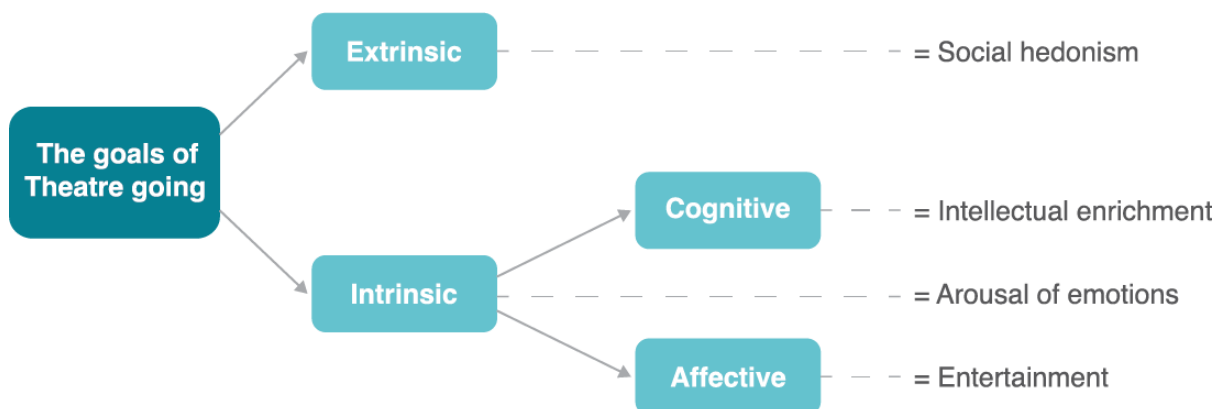 Extrinsic
= Social hedonism
The goals of
Theatre going
Cognitive
= Intellectual enrichment
Intrinsic
= Arousal of emotions
Affective
= Entertainment